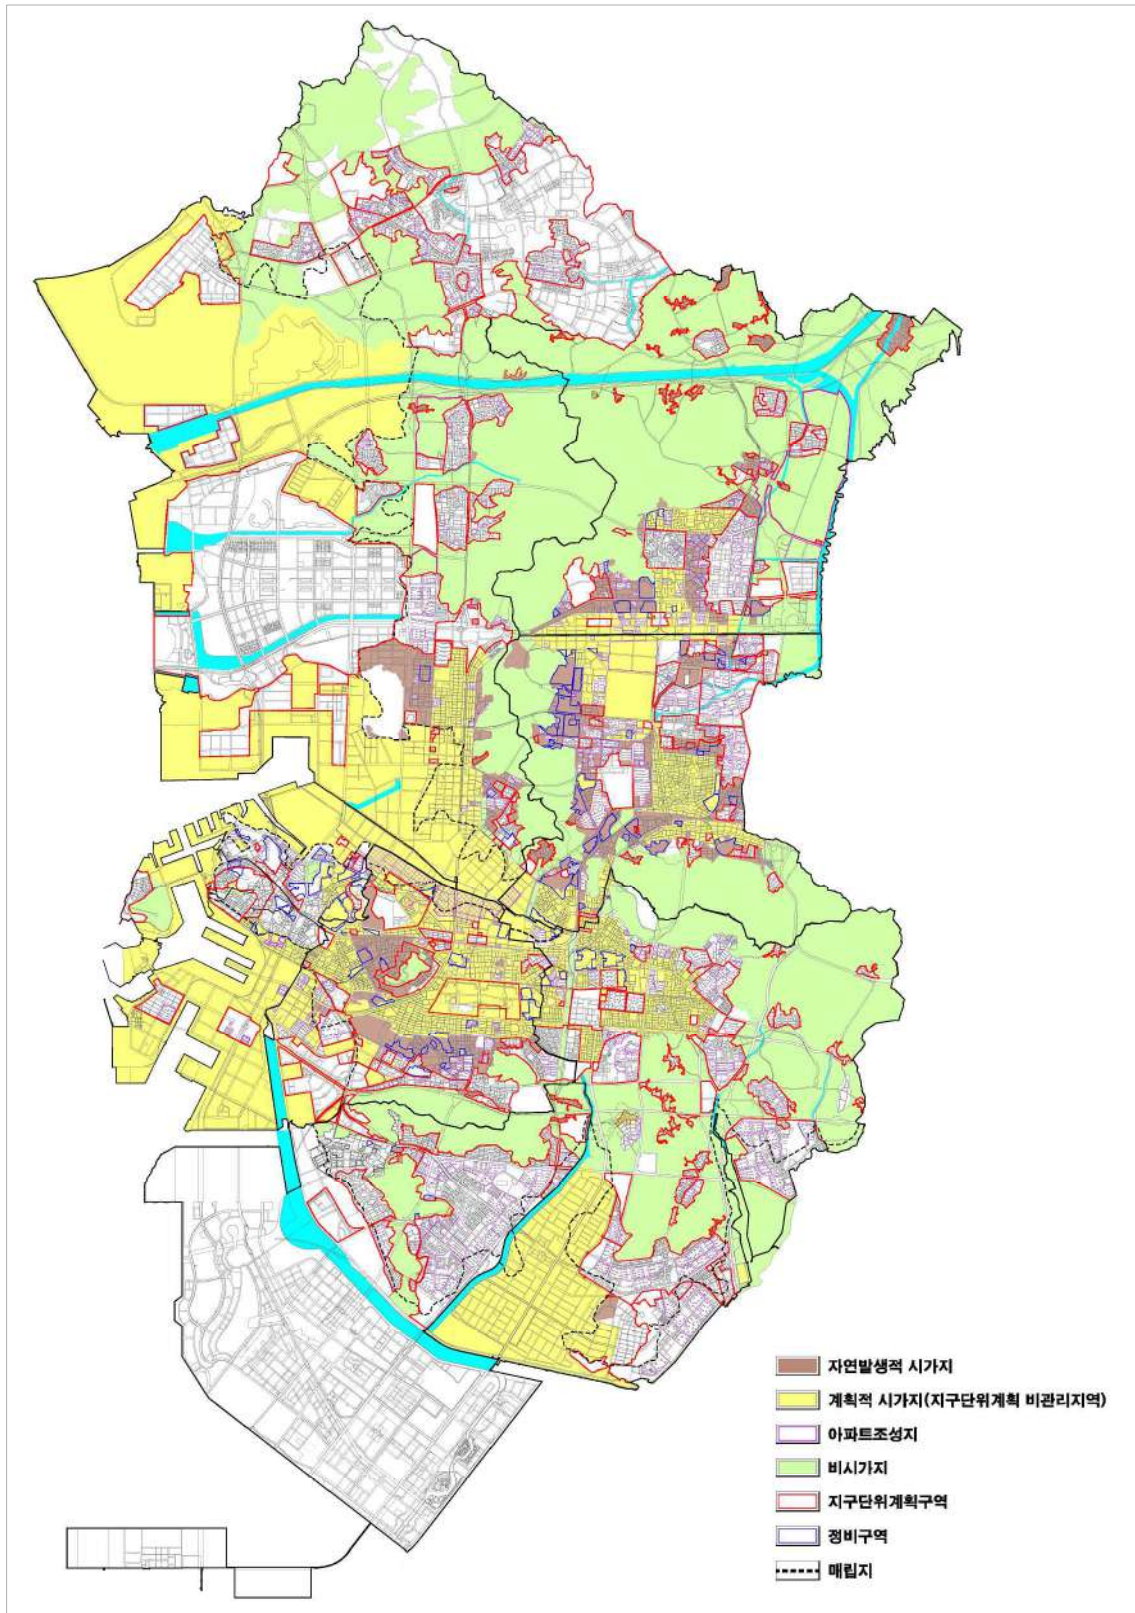 자연발생적 시가지
계획적 시가지(지구단위계획 비관리지역)
아파트조성지
비시가지
지구단위계획구역
정비구역
매립지